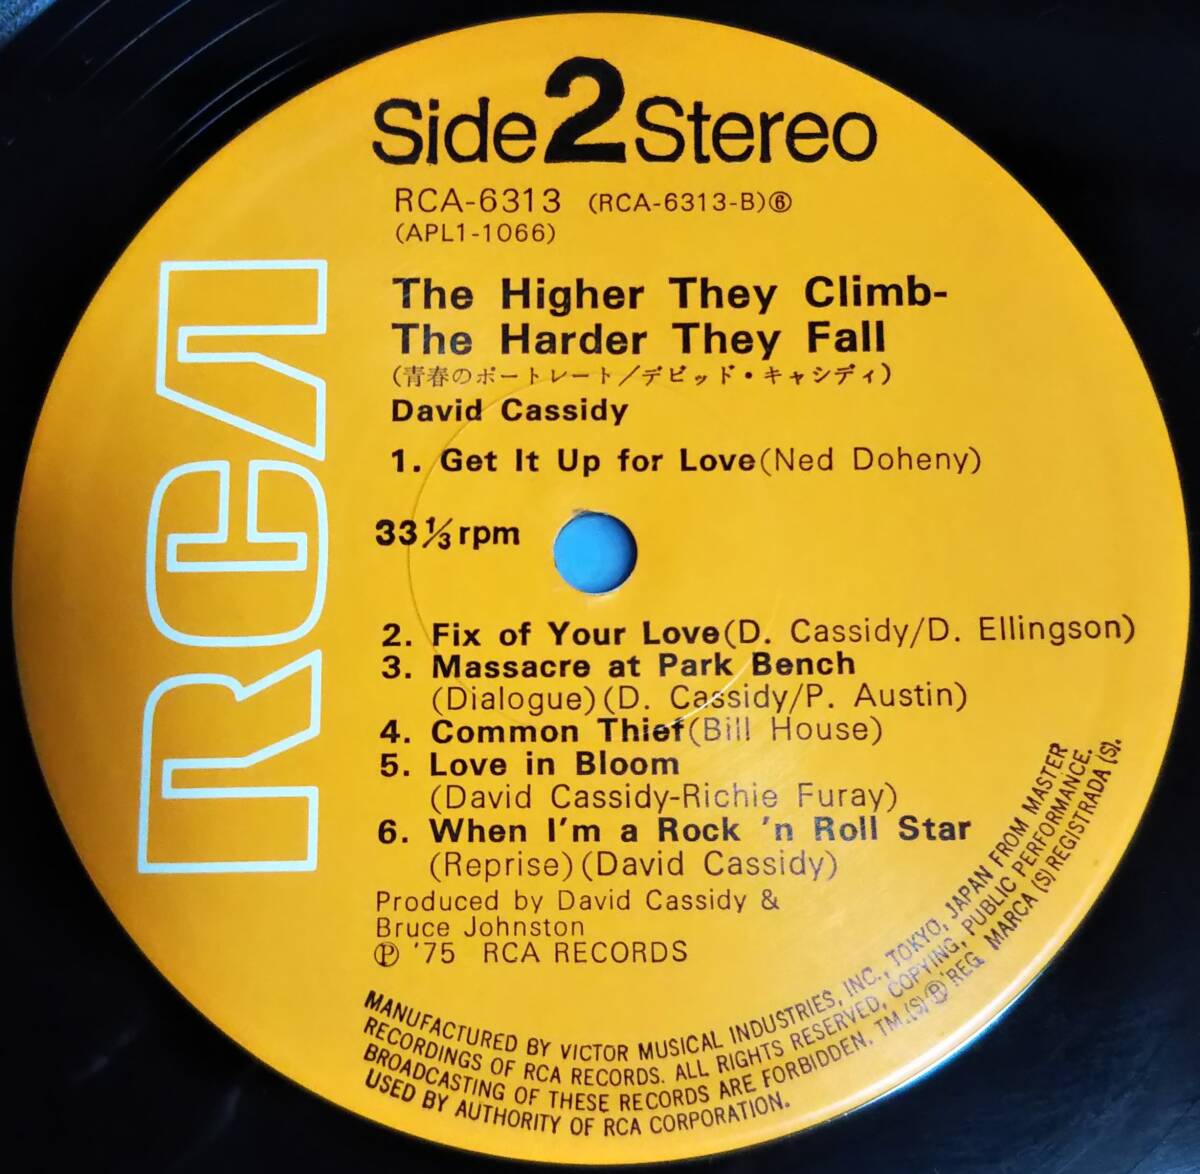 Side 2 Stereo
RCA-6313 (RCA-6313-B)⑥
(APL1-1066)
The Higher They Climb-
The Harder They Fall
(青春のポートレート/デビッド・キャシディ)
David Cassidy
1. Get It Up for Love(Ned Doheny)
33 1/3 rpm
2. Fix of Your Love(D. Cassidy/D. Ellingson)
3. Massacre at Park Bench
(Dialogue)(D. Cassidy/P. Austin)
4. Common Thief(Bill House)
5. Love in Bloom
(David Cassidy-Richie Furay)
6. When I'm a Rock 'n Roll Star
(Reprise)(David Cassidy)
Produced by David Cassidy &
Bruce Johnston
Ⓟ '75 RCA RECORDS
RCA
MANUFACTURED BY VICTOR MUSICAL INDUSTRIES, INC., TOKYO, JAPAN FROM MASTER
RECORDINGS OF RCA RECORDS. ALL RIGHTS RESERVED, COPYING, PUBLIC PERFORMANCE,
BROADCASTING OF THESE RECORDS ARE FORBIDDEN. TM.(S)® REG. MARCA (S) REGISTRADA (S).
USED BY AUTHORITY OF RCA CORPORATION.